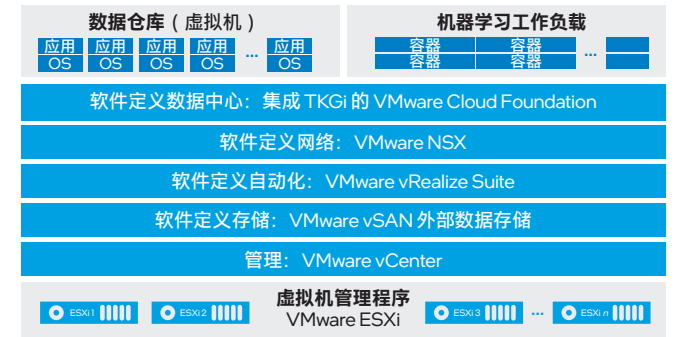 数据仓库（虚拟机）
应用 应用 应用 应用 ... 应用
OS OS OS OS OS
机器学习工作负载
容器 容器 ...
容器 容器
软件定义数据中心：集成 TKGi 的 VMware Cloud Foundation
软件定义网络：VMware NSX
软件定义自动化：VMware vRealize Suite
软件定义存储：VMware vSAN 外部数据存储
管理：VMware vCenter
虚拟机管理程序
VMware ESXi
ESXi 1 ESXi 2 ESXi 3 ... ESXi n